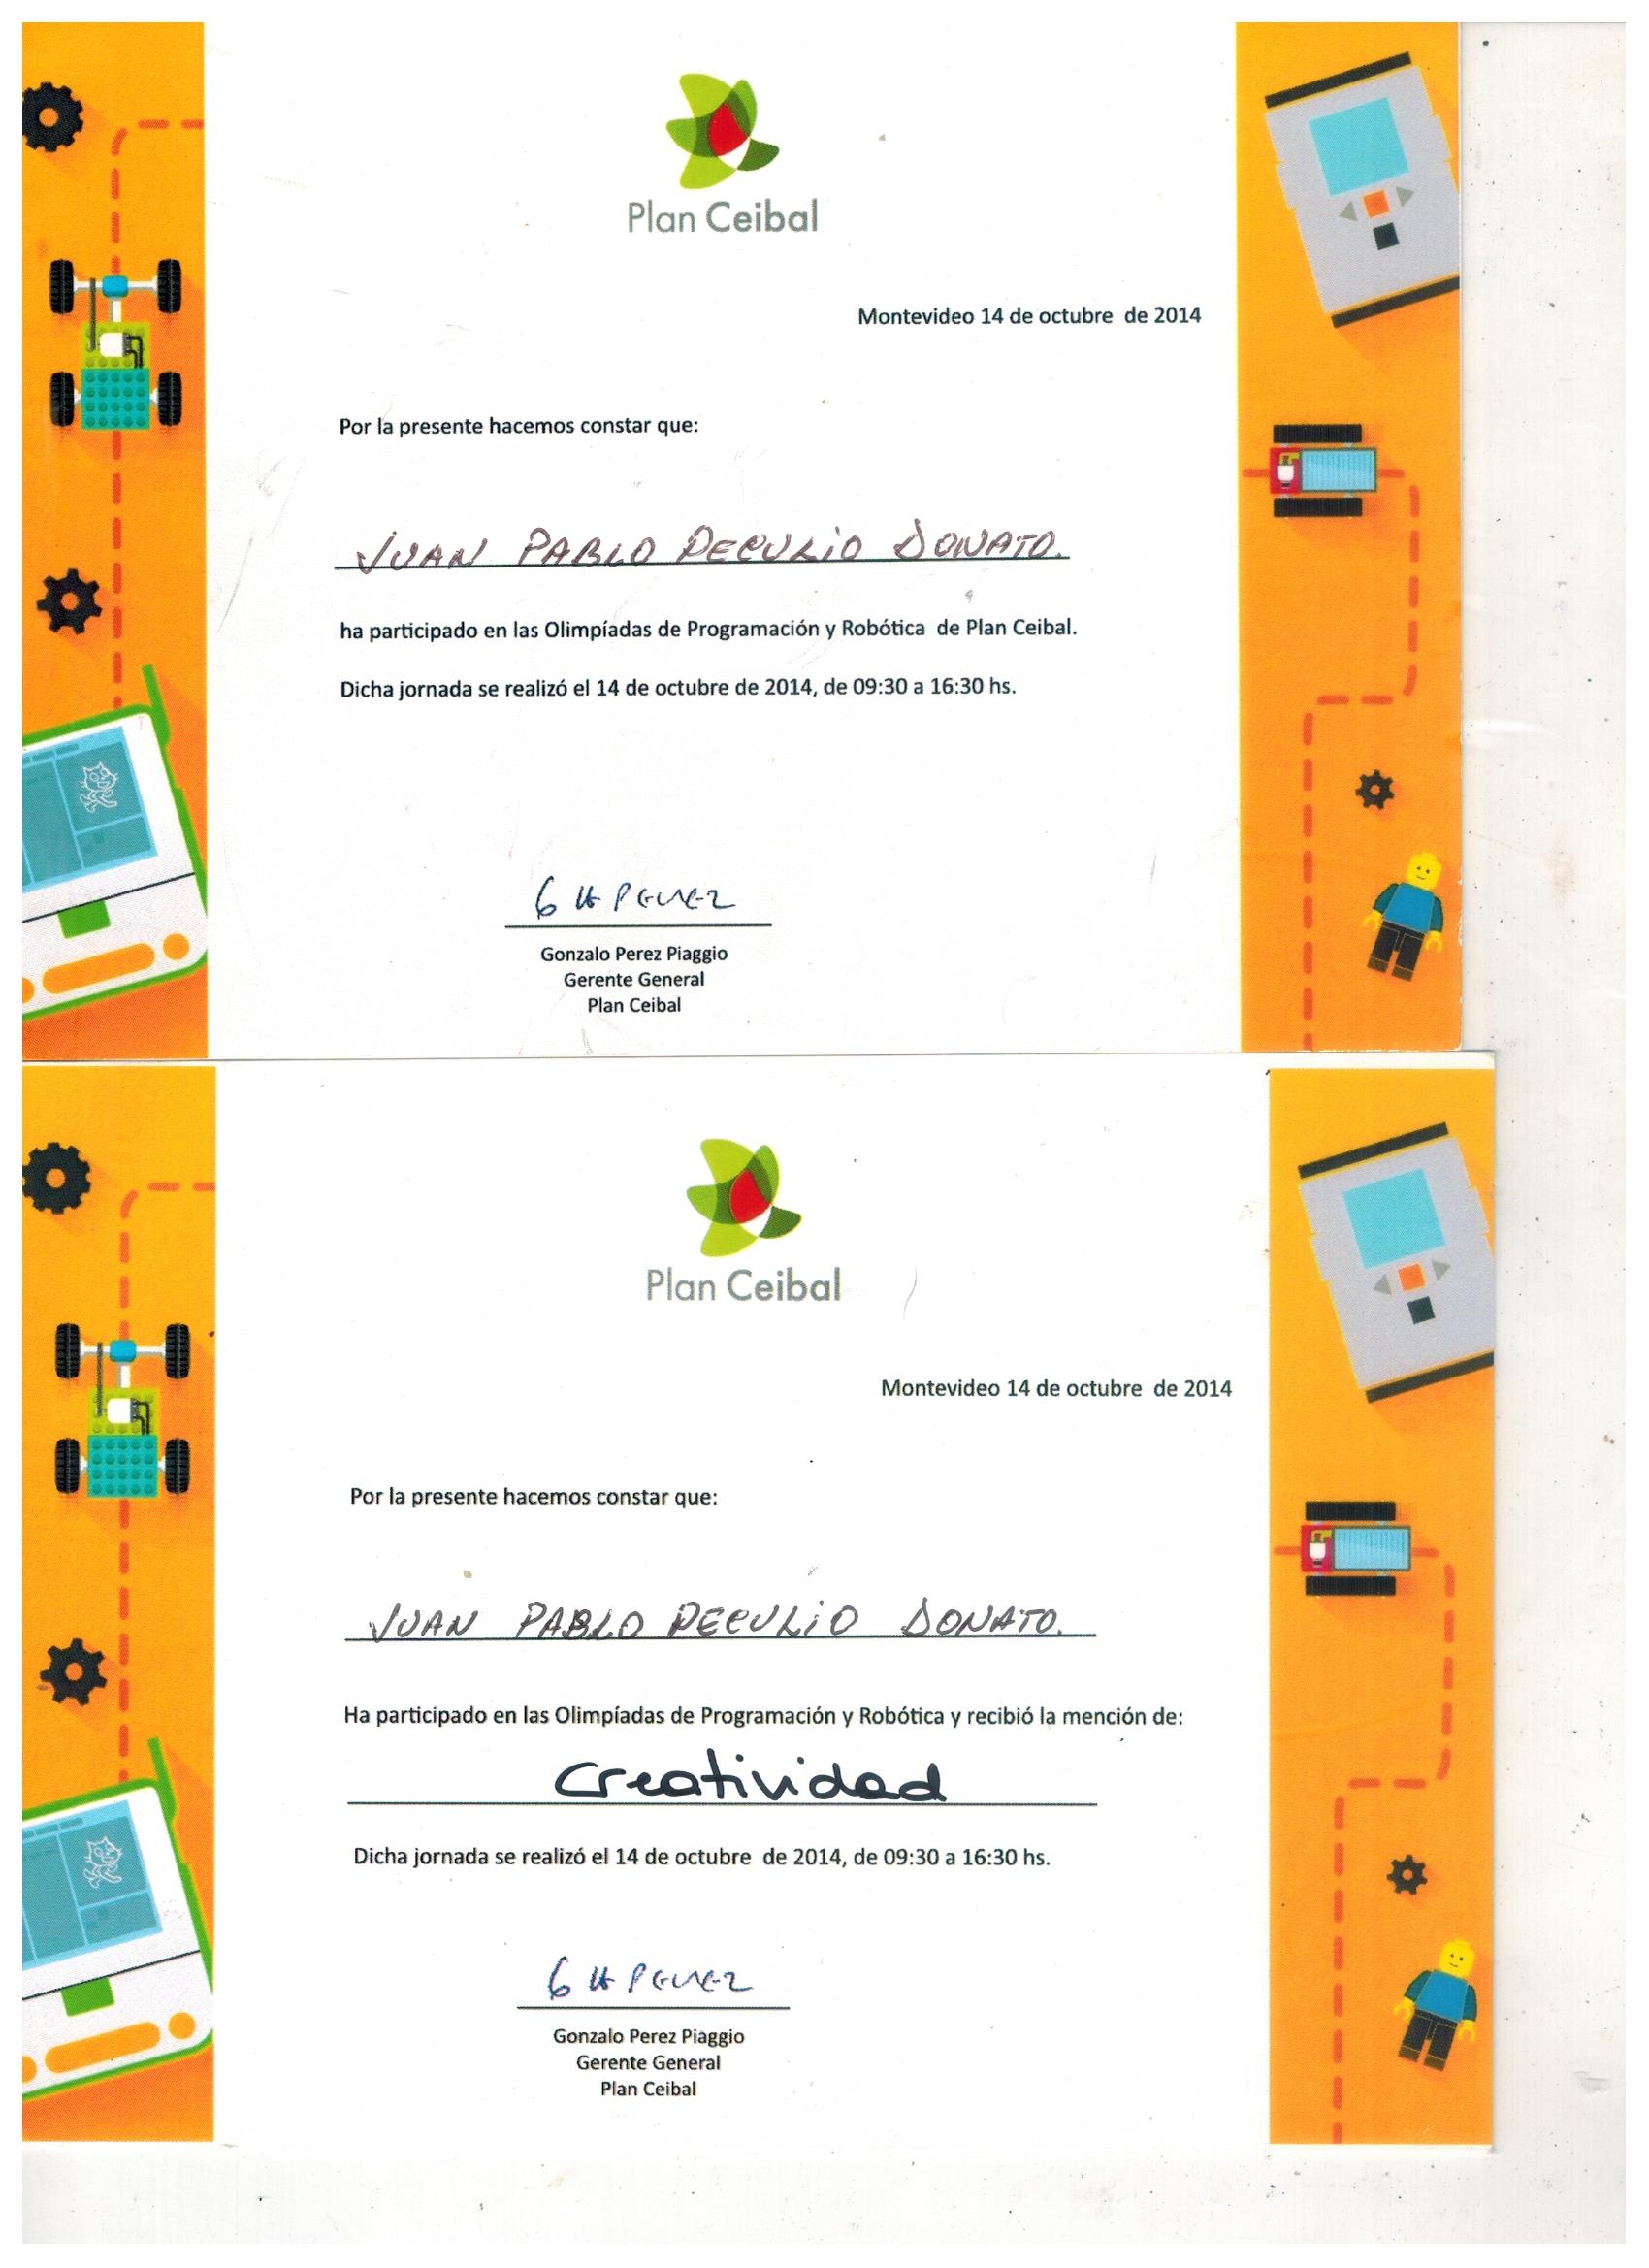 Plan Ceibal
Montevideo 14 de octubre de 2014
Por la presente hacemos constar que:
JUAN PABLO PECULIO DONATO.
ha participado en las Olimpíadas de Programación y Robótica de Plan Ceibal.
Dicha jornada se realizó el 14 de octubre de 2014, de 09:30 a 16:30 hs.
Gonzalo Perez Piaggio
Gerente General
Plan Ceibal
Plan Ceibal
Montevideo 14 de octubre de 2014
Por la presente hacemos constar que:
JUAN PABLO PECULIO DONATO.
Ha participado en las Olimpíadas de Programación y Robótica y recibió la mención de:
Creatividad
Dicha jornada se realizó el 14 de octubre de 2014, de 09:30 a 16:30 hs.
Gonzalo Perez Piaggio
Gerente General
Plan Ceibal